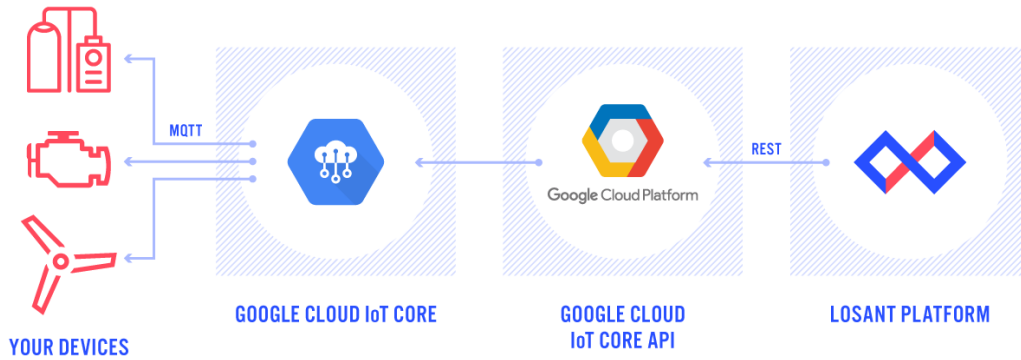 MQTT
REST
Google Cloud Platform
GOOGLE CLOUD IoT CORE
GOOGLE CLOUD
IoT CORE API
LOSANT PLATFORM
YOUR DEVICES